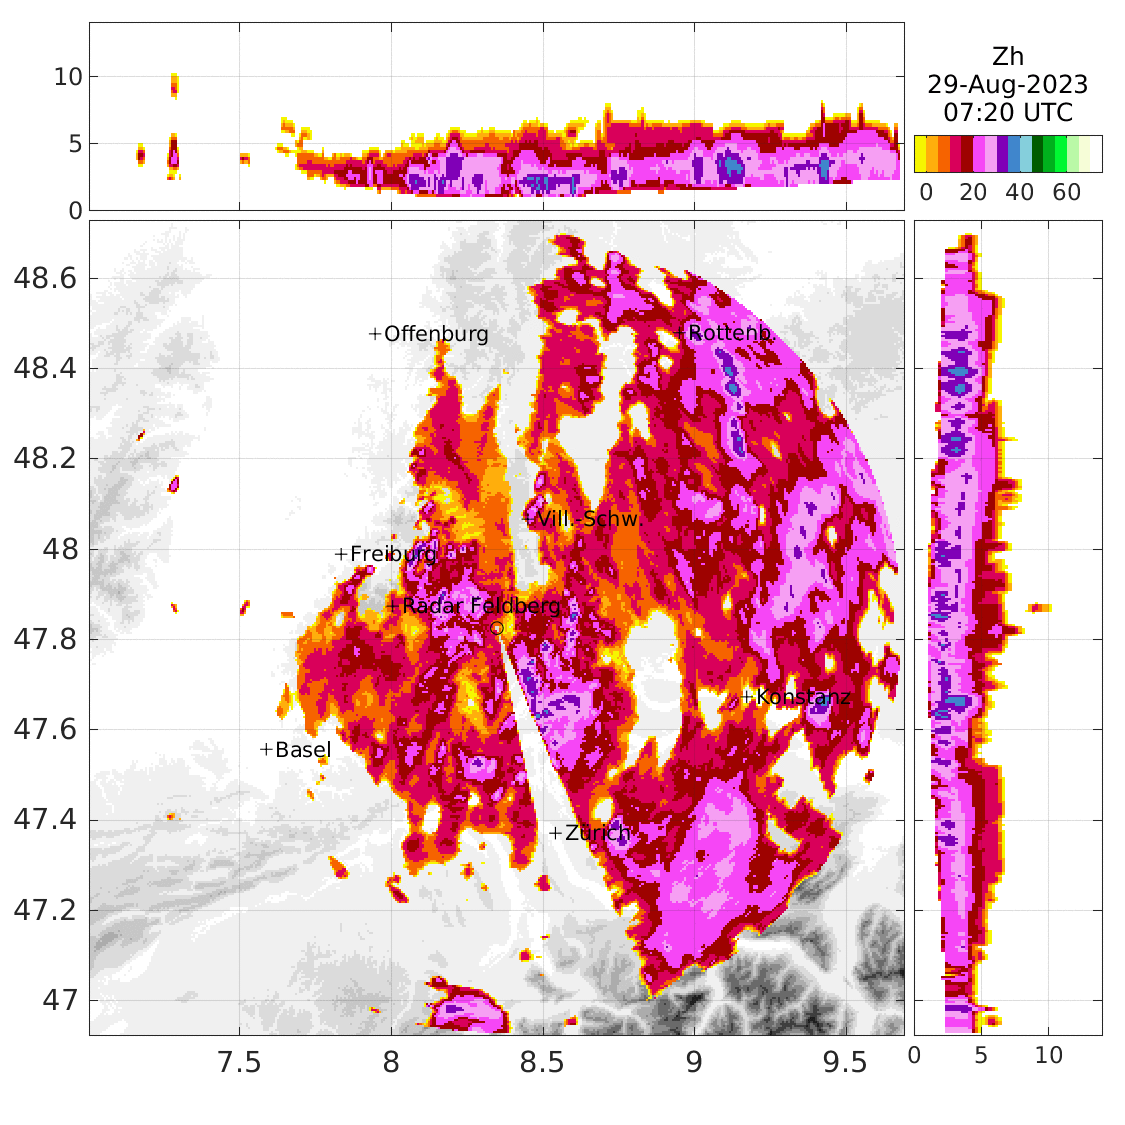 Zh
29-Aug-2023
07:20 UTC
10
5
0
0
20
40
60
48.6
48.4
48.2
48
47.8
47.6
47.4
47.2
47
+Offenburg
+Rottenb.
+Vill.-Schw.
+Freiburg
+Radar Feldberg
+Konstanz
+Basel
+Zürich
7.5
8
8.5
9
9.5
0
5
10